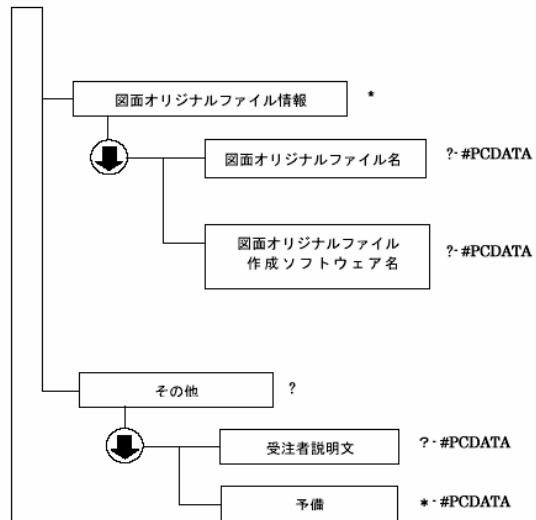 図面オリジナルファイル情報 *
図面オリジナルファイル名 ?- #PCDATA
図面オリジナルファイル
作成ソフトウェア名 ?- #PCDATA
その他 ?
受注者説明文 ?- #PCDATA
予備 *- #PCDATA